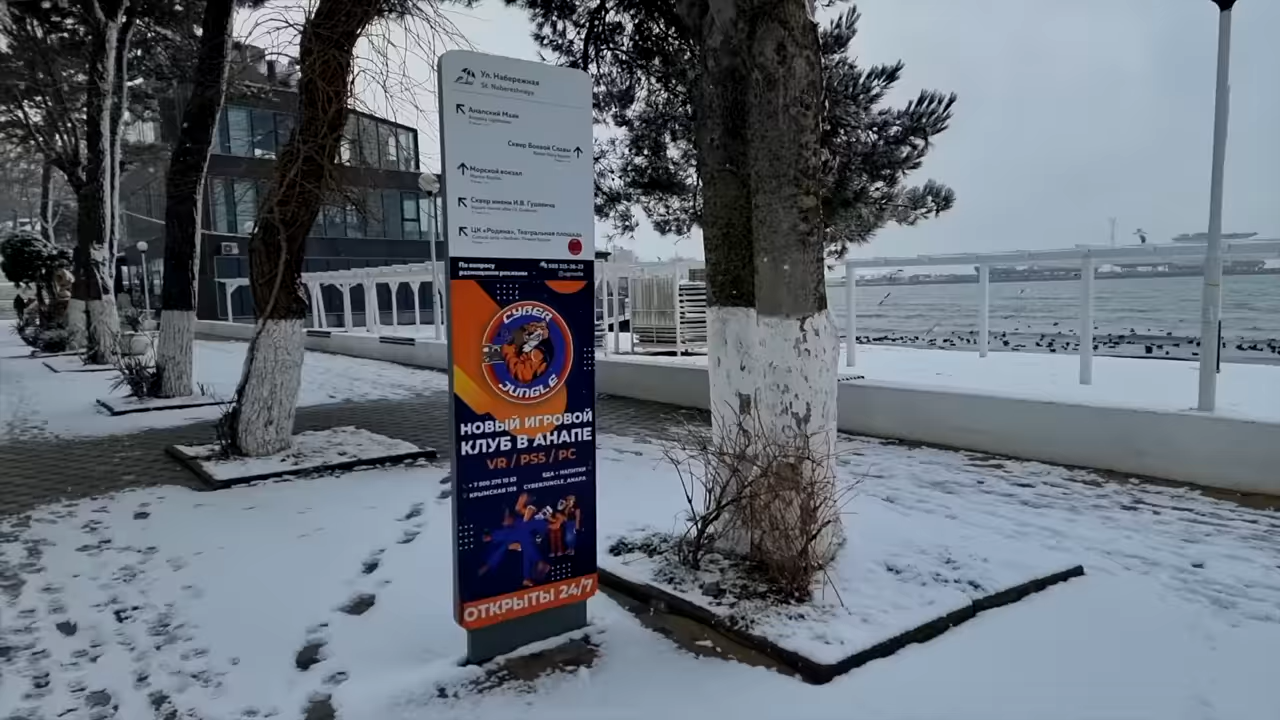 Ул. Набережная
St. Naberezhnaya
Анапский Маяк
Сквер Боевой Славы
Морской вокзал
Сквер имени И.В. Гудовича
ЦК «Родина», Театральная площадь
По вопросу
размещения рекламы
CYBER
JUNGLE
НОВЫЙ ИГРОВОЙ
КЛУБ В АНАПЕ
VR / PS5 / PC
ЕДА + НАПИТКИ
КРЫМСКАЯ
CYBERJUNGLE_ANAPA
ОТКРЫТЫ 24/7